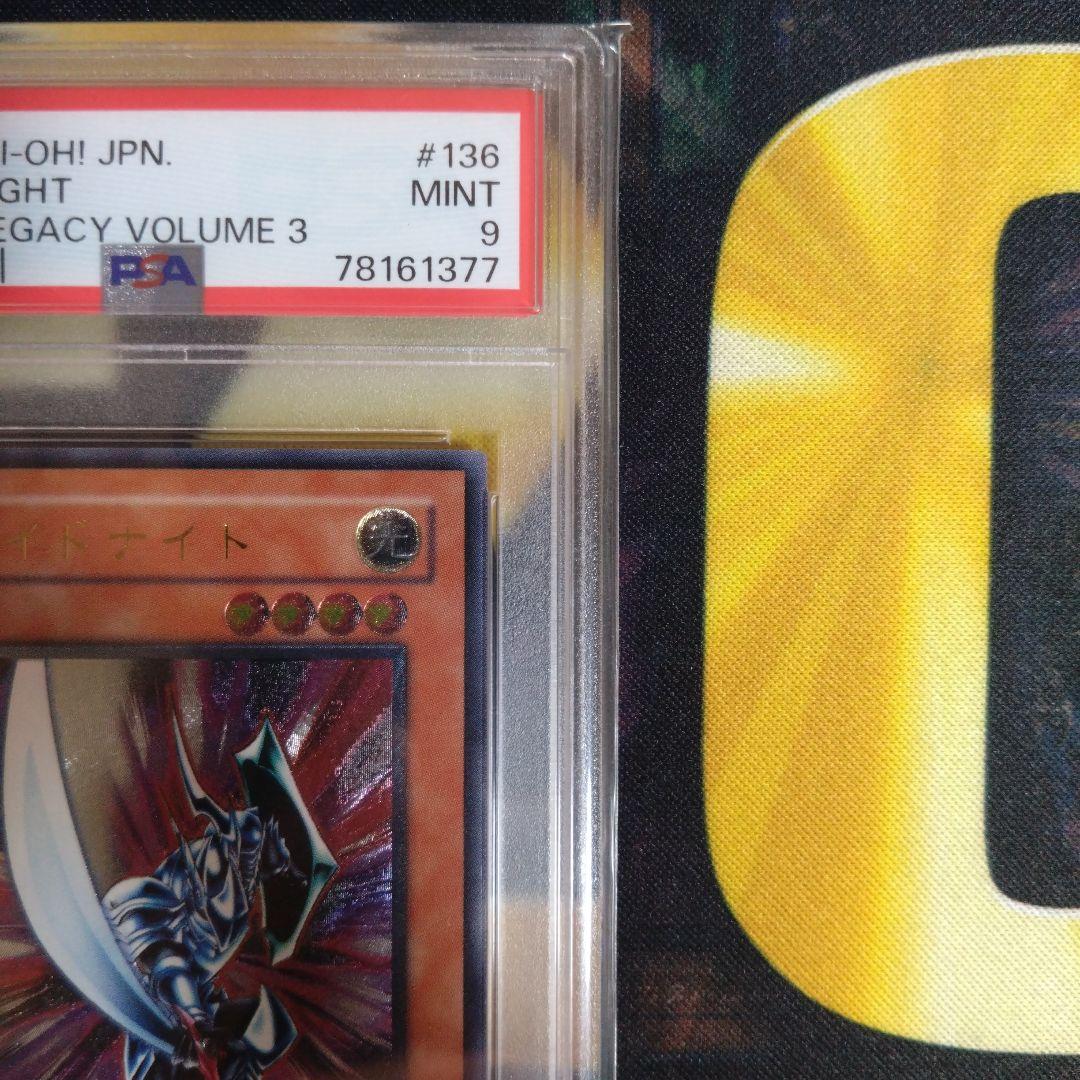 I-OH! JPN. #136
GHT MINT
EGACY VOLUME 3 9
PSA 78161377
イドナイト 光